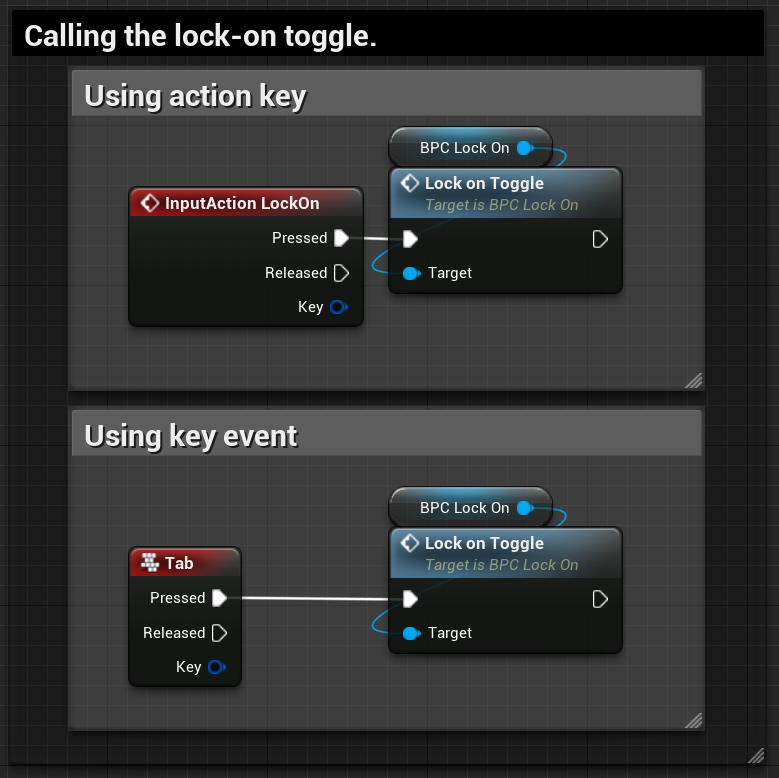 Calling the lock-on toggle.
Using action key
BPC Lock On
Lock on Toggle
Target is BPC Lock On
InputAction LockOn
Pressed
Released
Target
Key
Using key event
BPC Lock On
Lock on Toggle
Target is BPC Lock On
Tab
Pressed
Released
Target
Key